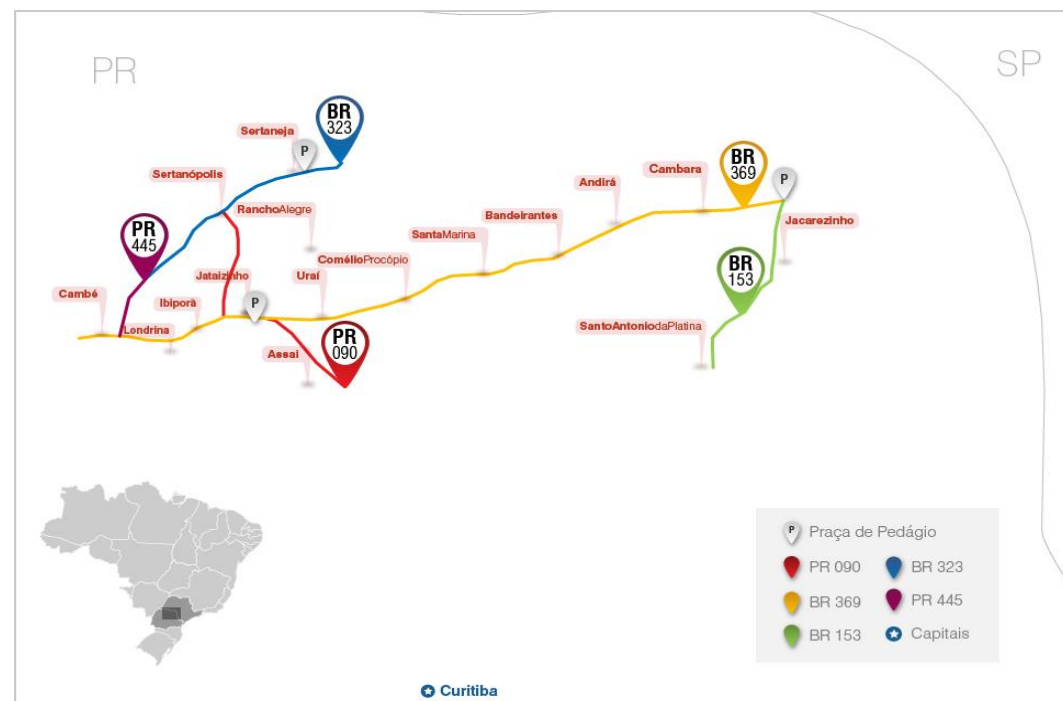 PR
SP
BR
323
Sertaneja
P
BR
369
Sertanópolis
Cambara
P
Andirá
RanchoAlegre
Bandeirantes
Jacarezinho
PR
445
SantaMarina
CornélioProcópio
BR
153
Jataizinho
Uraí
Cambé
Ibiporã
P
Londrina
SantoAntoniodaPlatina
PR
090
Assai
P Praça de Pedágio
PR 090
BR 323
BR 369
PR 445
BR 153
Capitais
Curitiba